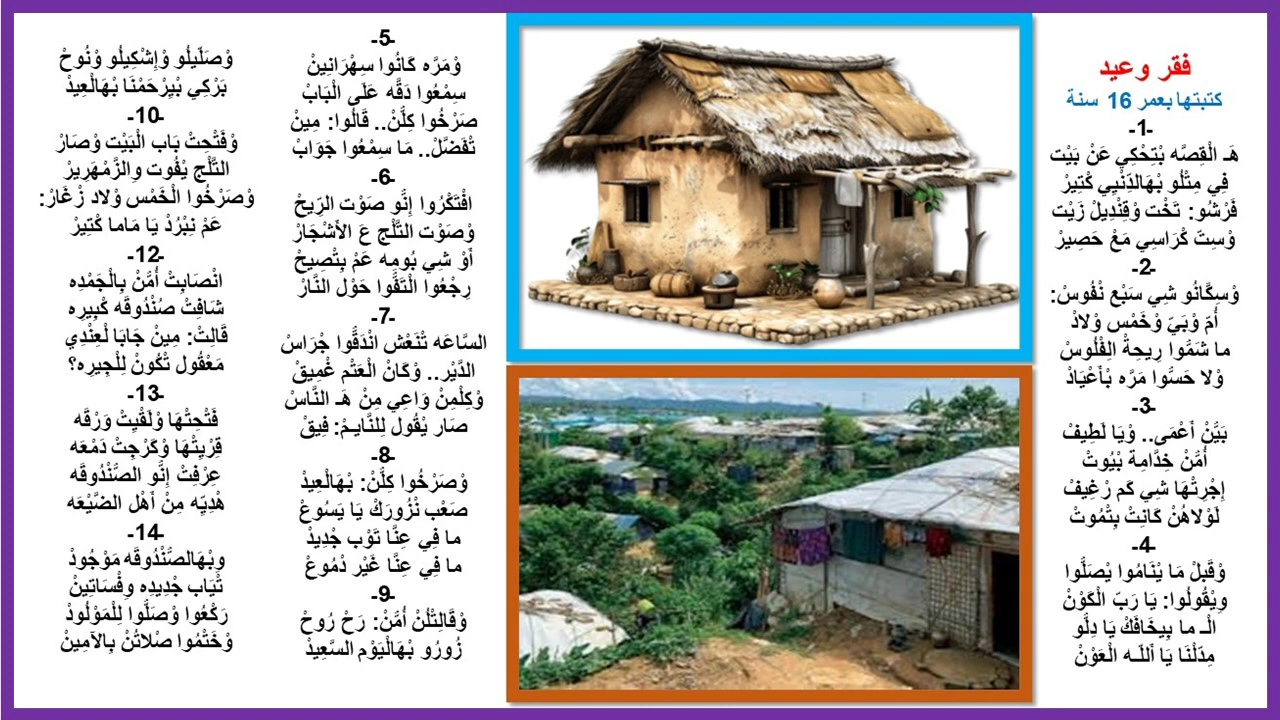 فقر وعيد
كتبتها بعمر 16 سنة
-1-
هَـ الْقِصَّه بْتِحْكِي عَنْ بَيْت
فِي مِتْلُو بْهَالدِّنْيِي كْتِيرْ
فَرْشُو: تَخْت وْقِنْدِيلْ زَيْت
وْسِتّ كْرَاسِي مَعْ حَصِيرْ
-2-
وْسِكَّانُو شِي سَبْع نْفُوسْ:
أُمّ وْبَيّ وْخَمْس وْلادْ
ما شَمُّوا رِيحِةْ الِفْلُوسْ
وْلا حَسُّوا مَرَّه بْأَعْيَادْ
-3-
بَيَّنْ أَعْمَى.. وْيَا لَطِيفْ
أُمُّنْ خِدَّامِة بْيُوتْ
إِجْرِتْهَا شِي كَم رْغِيفْ
لَوْلاهُنْ كَانِتْ بِتْمُوتْ
-4-
وْقَبِلْ مَا يْنَامُوا يْصَلُّوا
وِيْقُولُوا: يَا رَبّ الْكَوْنْ
الْـ ما بِيخَافَكْ يَا دِلُّو
مِدّلْنَا يَا أَللّـه الْعَوْنْ
-5-
وْمَرَّه كَانُوا سِهْرَانِينْ
سِمْعُوا دَقَّه عَلَى الْبَابْ
صَرْخُوا كِلُّنْ.. قَالُوا: مِينْ
تْفَضَّلْ.. مَا سِمْعُوا جَوَابْ
-6-
افْتَكْرُوا إِنُّو صَوْت الرِّيحْ
وْصَوْت التَّلْج عَ الأَشْجَارْ
أَوْ شِي بُومِه عَمْ بِتْصِيحْ
رِجْعُوا الْتَفُّوا حَوْل النَّارْ
-7-
السَّاعَه تْنَعْش انْدَقُّوا جْرَاسْ
الدَّيْر.. وْكَانْ الْعَتْم غْمِيقْ
وْكِلْمِنْ وَاعِي مِنْ هَـ النَّاسْ
صَار يْقُول لِلنَّايِـمْ: فِيقْ
-8-
وْصَرْخُوا كِلُّنْ: بْهَالْعِيدْ
صَعْب نْزُورَكْ يَا يَسُوعْ
ما فِي عِنَّا تَوْب جْدِيدْ
ما فِي عِنَّا غَيْر دْمُوعْ
-9-
وْقَالِتْلُنْ أُمُّنْ: رَحْ رُوحْ
زُورُو بْهَالْيَوْم السَّعِيدْ
وْصَلِّيلُو وْإِشْكِيلُو وْنُوحْ
بَرْكِي بْيِرْحَمْنَا بْهَالْعِيدْ
-10-
وْفَتْحِتْ بَاب الْبَيْت وْصَارْ
التَّلْج يْفُوت وِالزَّمْهَرِيرْ
وْصَرْخُوا الْخَمْس وْلاد زْغَارْ:
عَمْ نِبْرُدْ يَا مَاما كْتِيرْ
-12-
انْصَابِتْ أُمُّنْ بِالْجَمْدِه
شَافِتْ صُنْدُوقَه كْبِيرِه
قَالِتْ: مِينْ جَابَا لْعِنْدِي
مَعْقُول تْكُونْ لِلْجِيرِه؟
-13-
فَتْحِتْهَا وْلَقْيِتْ وَرْقَه
قِرْيِتْهَا وْكَرْجِتْ دَمْعَه
عِرْفِتْ إِنُّو الصَّنْدُوقَه
هْدِيِّه مِنْ أَهْل الضَّيْعَه
-14-
وِبْهَالصَّنْدُوقَه مَوْجُودْ
تْيَاب جْدِيدِه وِفْسَاتِينْ
رَكْعُوا وْصَلُّوا لِلْمَوْلُودْ
وْخَتْمُوا صْلاتُنْ بِالآمِينْ